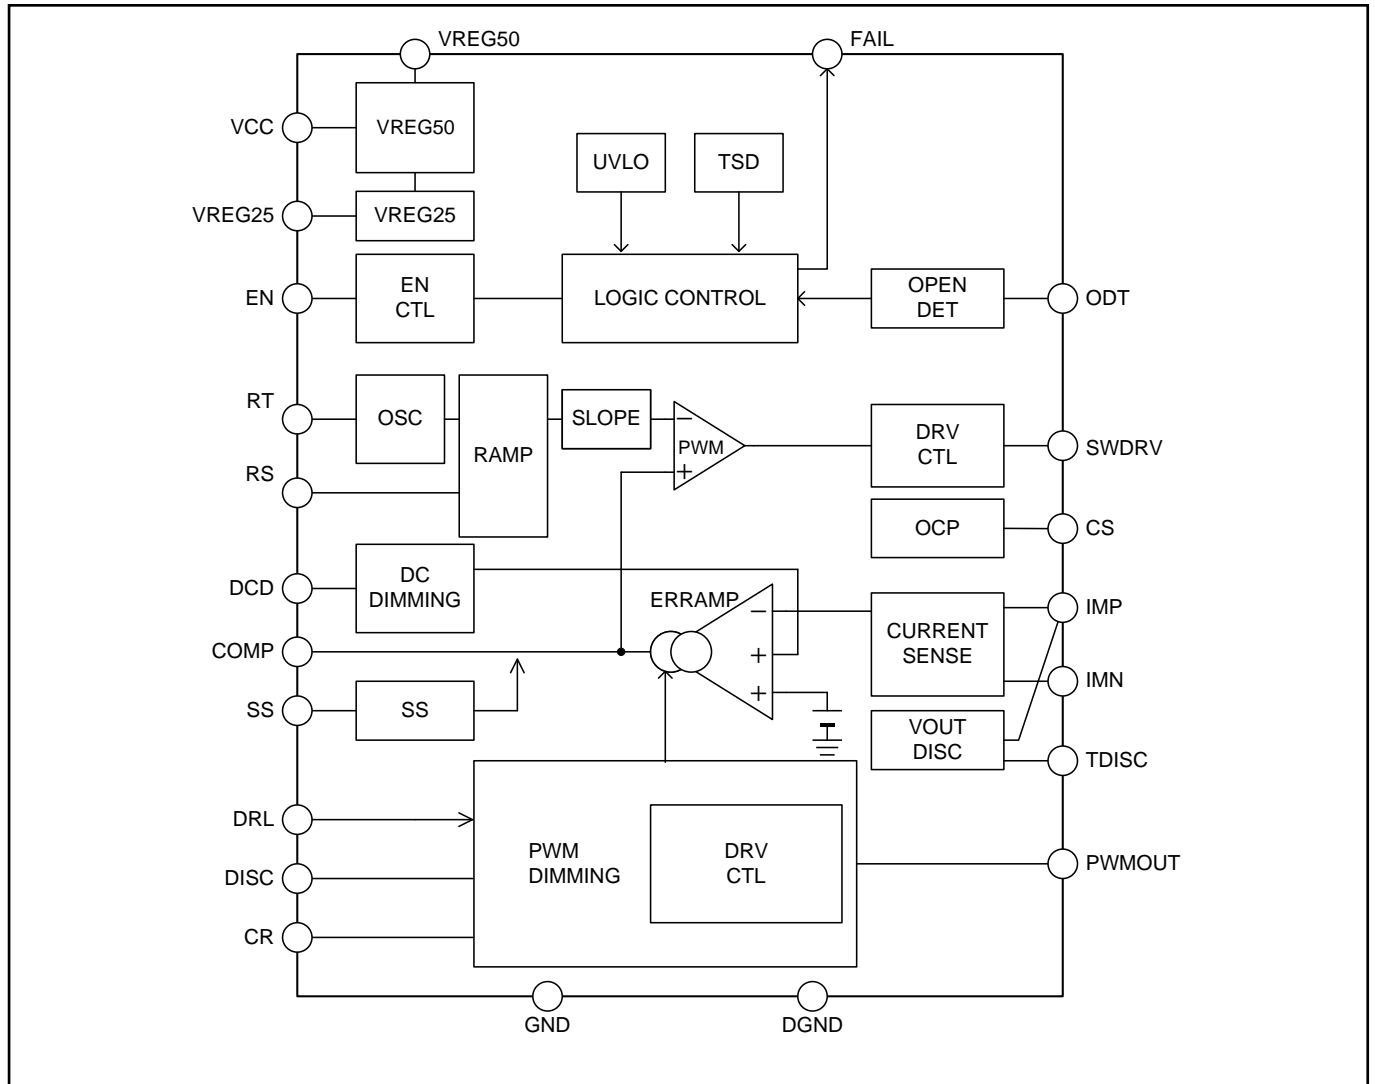 VREG50
FAIL
VCC
VREG50
UVLO
TSD
VREG25
VREG25
EN
EN
CTL
LOGIC CONTROL
OPEN
DET
ODT
RT
OSC
RAMP
SLOPE
−
PWM
+
DRV
CTL
SWDRV
RS
OCP
CS
DCD
DC
DIMMING
ERRAMP
−
+
+
CURRENT
SENSE
IMP
IMN
COMP
SS
SS
VOUT
DISC
TDISC
DRL
DISC
CR
PWM
DIMMING
DRV
CTL
PWMOUT
GND
DGND